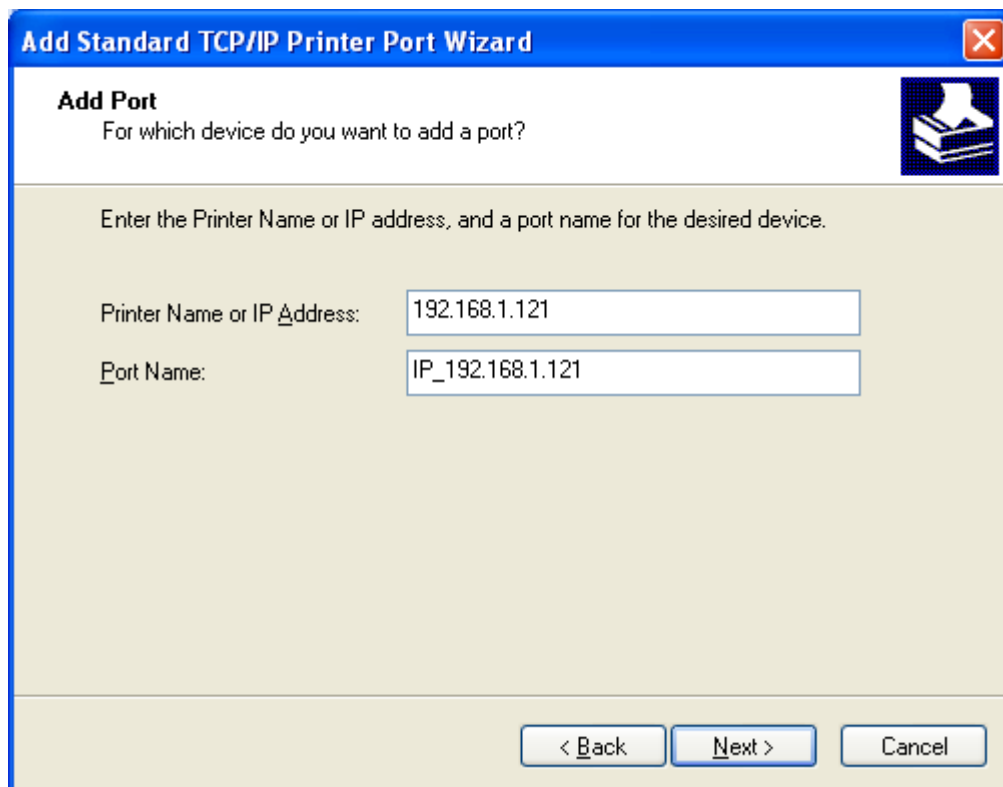 Add Standard TCP/IP Printer Port Wizard
Add Port
For which device do you want to add a port?
Enter the Printer Name or IP address, and a port name for the desired device.
Printer Name or IP Address:
192.168.1.121
Port Name:
IP_192.168.1.121
< Back
Next >
Cancel